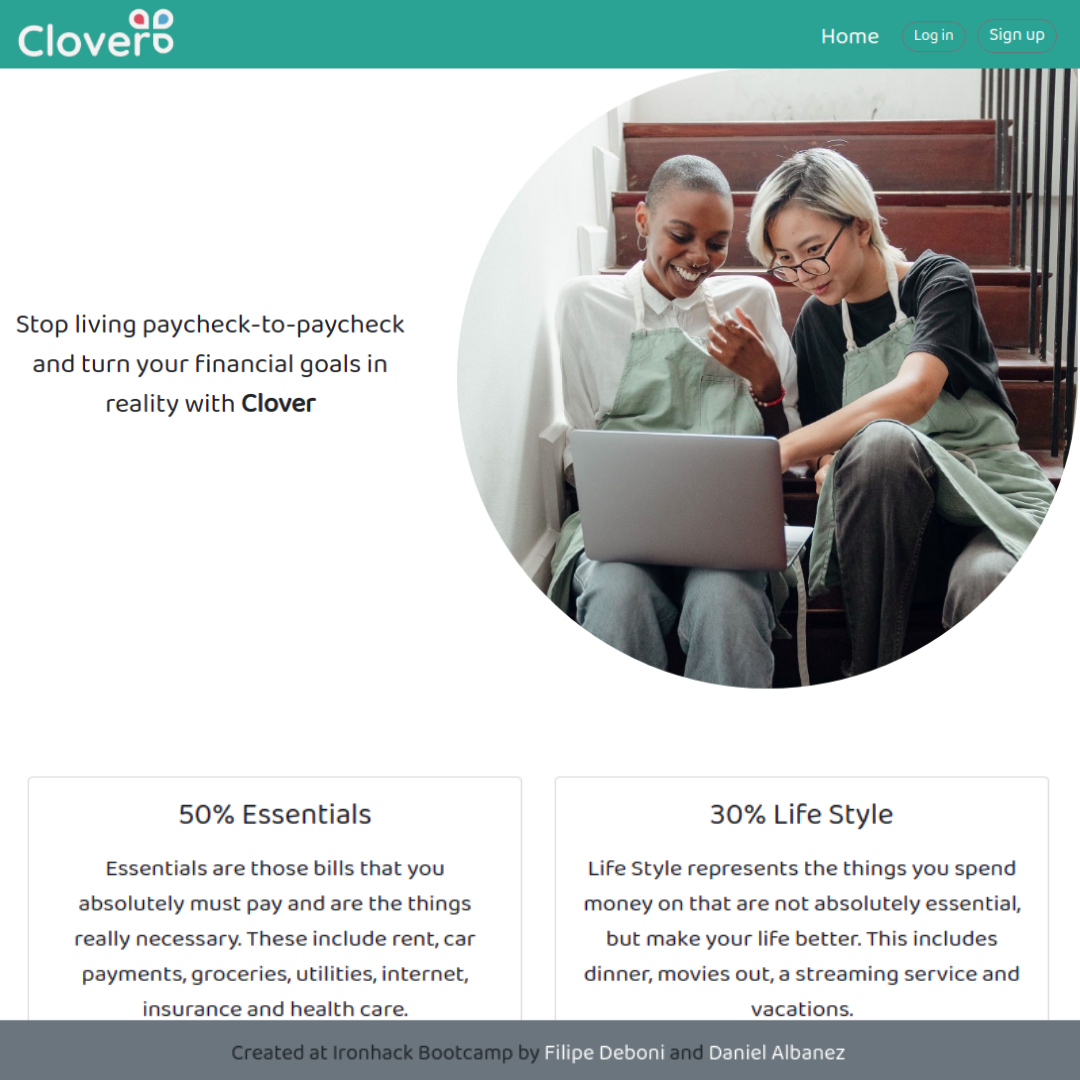 Clover
Home
Log in
Sign up
Stop living paycheck-to-paycheck
and turn your financial goals in
reality with Clover
50% Essentials
Essentials are those bills that you
absolutely must pay and are the things
really necessary. These include rent, car
payments, groceries, utilities, internet,
insurance and health care.
30% Life Style
Life Style represents the things you spend
money on that are not absolutely essential,
but make your life better. This includes
dinner, movies out, a streaming service and
vacations.
Created at Ironhack Bootcamp by Filipe Deboni and Daniel Albanez